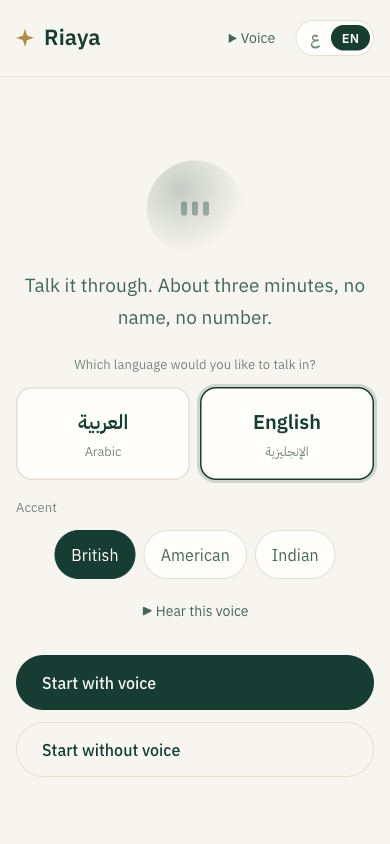 Riaya
Voice
ع
EN
Talk it through. About three minutes, no
name, no number.
Which language would you like to talk in?
العربية
Arabic
English
الإنجليزية
Accent
British
American
Indian
Hear this voice
Start with voice
Start without voice